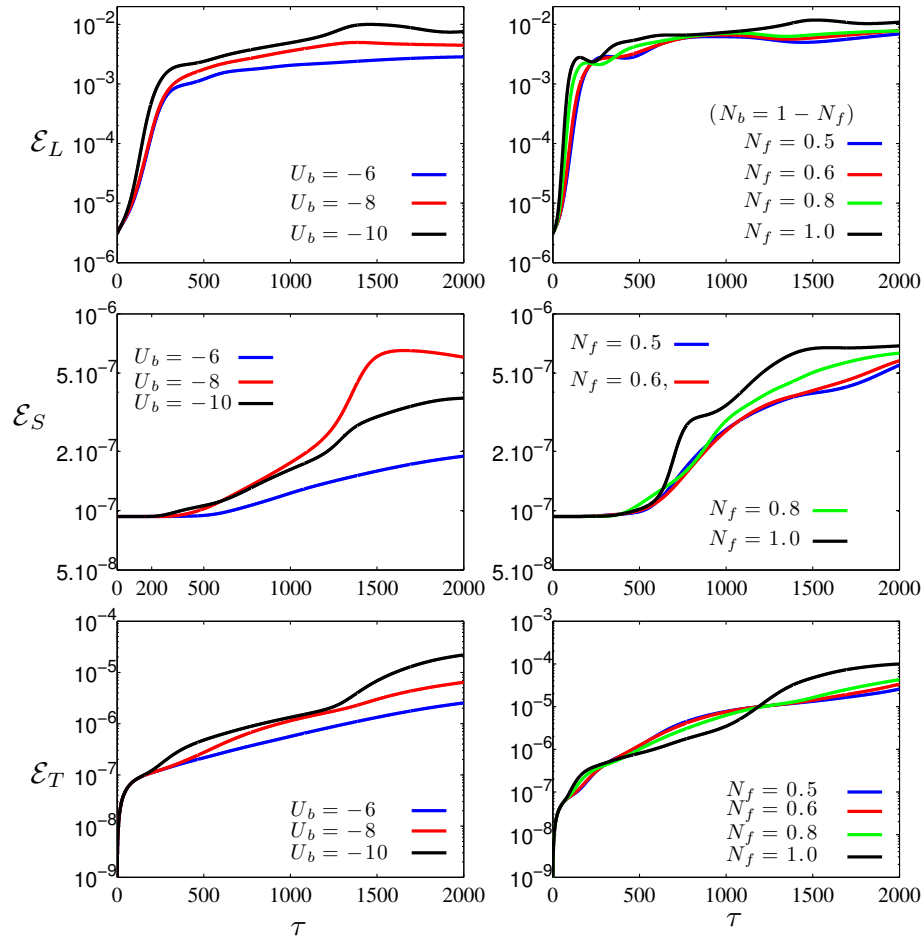 10⁻²
10⁻³
10⁻⁴
10⁻⁵
10⁻⁶
ℰ_L
U_b = −6
U_b = −8
U_b = −10
0 500 1000 1500 2000
10⁻²
10⁻³
10⁻⁴
10⁻⁵
10⁻⁶
(N_b = 1 − N_f)
N_f = 0.5
N_f = 0.6
N_f = 0.8
N_f = 1.0
0 500 1000 1500 2000
10⁻⁶
5.10⁻⁷
2.10⁻⁷
10⁻⁷
5.10⁻⁸
ℰ_S
U_b = −6
U_b = −8
U_b = −10
0 200 500 1000 1500 2000
10⁻⁶
5.10⁻⁷
2.10⁻⁷
10⁻⁷
5.10⁻⁸
N_f = 0.5
N_f = 0.6,
N_f = 0.8
N_f = 1.0
0 500 1000 1500 2000
10⁻⁴
10⁻⁵
10⁻⁶
10⁻⁷
10⁻⁸
10⁻⁹
ℰ_T
U_b = −6
U_b = −8
U_b = −10
0 500 1000 1500 2000
τ
10⁻³
10⁻⁴
10⁻⁵
10⁻⁶
10⁻⁷
10⁻⁸
10⁻⁹
N_f = 0.5
N_f = 0.6
N_f = 0.8
N_f = 1.0
0 500 1000 1500 2000
τ